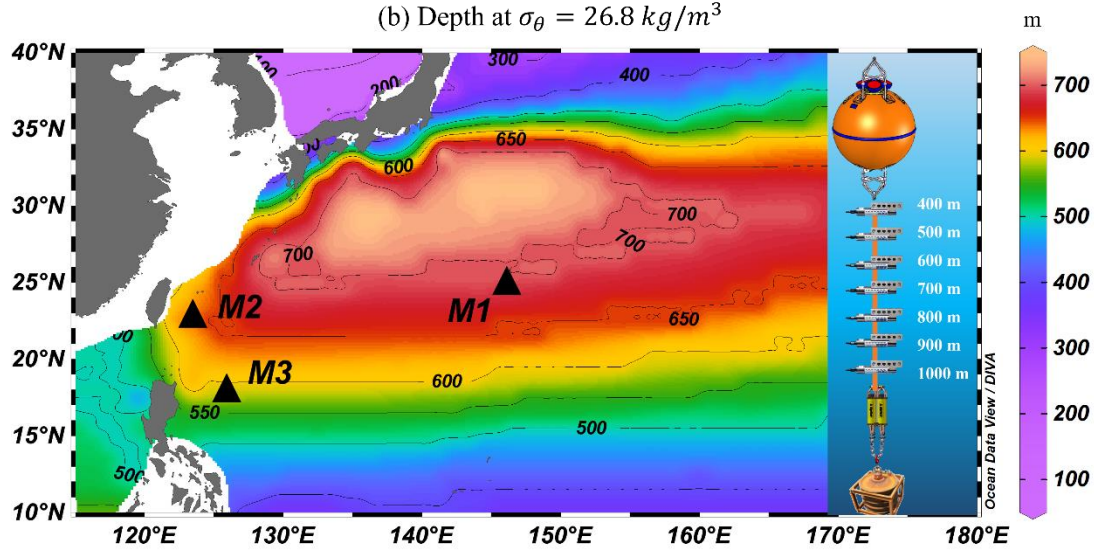 (b) Depth at σθ = 26.8 kg/m³
m
40°N
35°N
30°N
25°N
20°N
15°N
10°N
120°E
130°E
140°E
150°E
160°E
170°E
180°E
300
400
200
650
600
700
700
700
650
600
550
500
500
M1
M2
M3
400 m
500 m
600 m
700 m
800 m
900 m
1000 m
Ocean Data View / DIVA
700
600
500
400
300
200
100